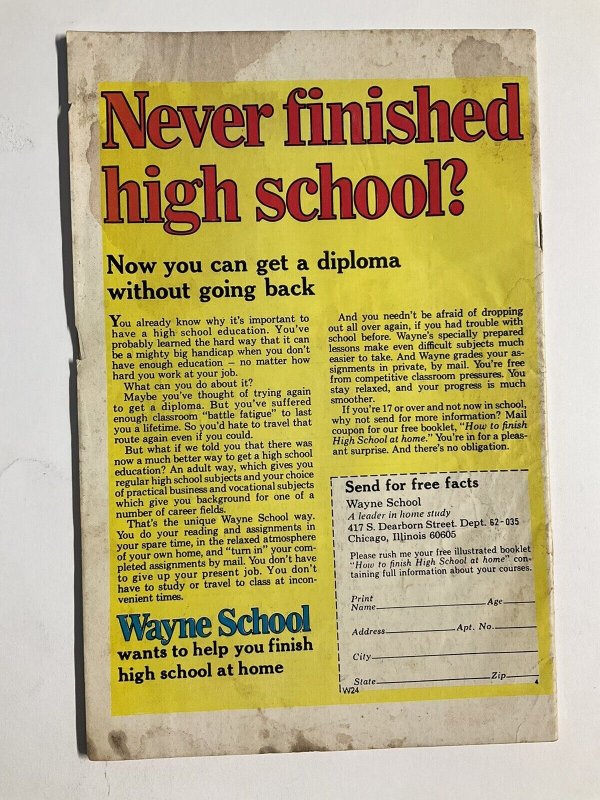 Never finished
high school?
Now you can get a diploma
without going back
You already know why it's important to
have a high school education. You've
probably learned the hard way that it can
be a mighty big handicap when you don't
have enough education — no matter how
hard you work at your job.
What can you do about it?
Maybe you've thought of trying again
to get a diploma. But you've suffered
enough classroom "battle fatigue" to last
you a lifetime. So you'd hate to travel that
route again even if you could.
But what if we told you that there was
now a much better way to get a high school
education? An adult way, which gives you
regular high school subjects and your choice
of practical business and vocational subjects
which give you background for one of a
number of career fields.
That's the unique Wayne School way.
You do your reading and assignments in
your spare time, in the relaxed atmosphere
of your own home, and "turn in" your com-
pleted assignments by mail. You don't have
to give up your present job. You don't
have to study or travel to class at incon-
venient times.
Wayne School
wants to help you finish
high school at home
And you needn't be afraid of dropping
out all over again, if you had trouble with
school before. Wayne's specially prepared
lessons make even difficult subjects much
easier to take. And Wayne grades your as-
signments in private, by mail. You're free
from competitive classroom pressures. You
stay relaxed, and your progress is much
smoother.
If you're 17 or over and not now in school,
why not send for more information? Mail
coupon for our free booklet, "How to finish
High School at home." You're in for a pleas-
ant surprise. And there's no obligation.
Send for free facts
Wayne School
A leader in home study
417 S. Dearborn Street. Dept. 62-035
Chicago, Illinois 60605
Please rush me your free illustrated booklet
"How to finish High School at home" con-
taining full information about your courses.
Print
Name Age
Address Apt. No.
City
State Zip
W24 4